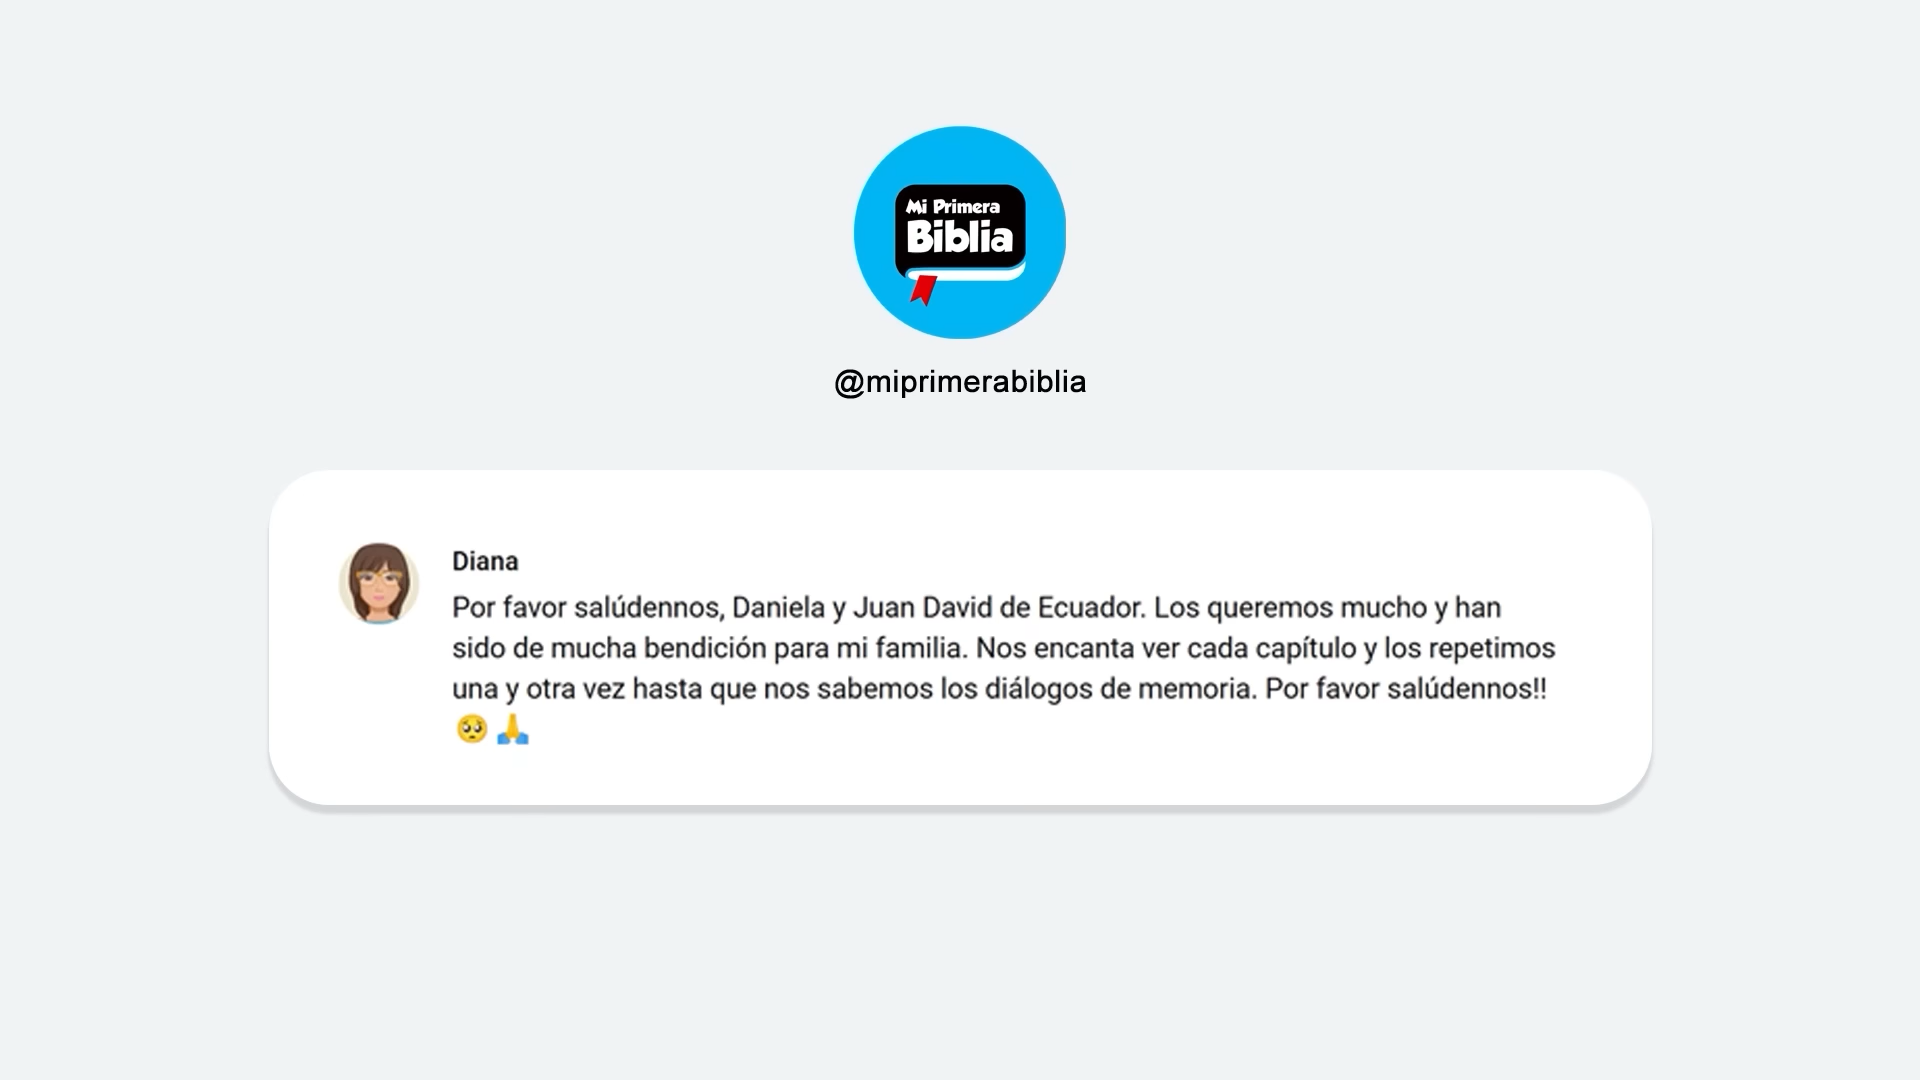 Mi Primera
Biblia
@miprimerabiblia
Diana
Por favor salúdennos, Daniela y Juan David de Ecuador. Los queremos mucho y han
sido de mucha bendición para mi familia. Nos encanta ver cada capítulo y los repetimos
una y otra vez hasta que nos sabemos los diálogos de memoria. Por favor salúdennos!!
🥺🙏